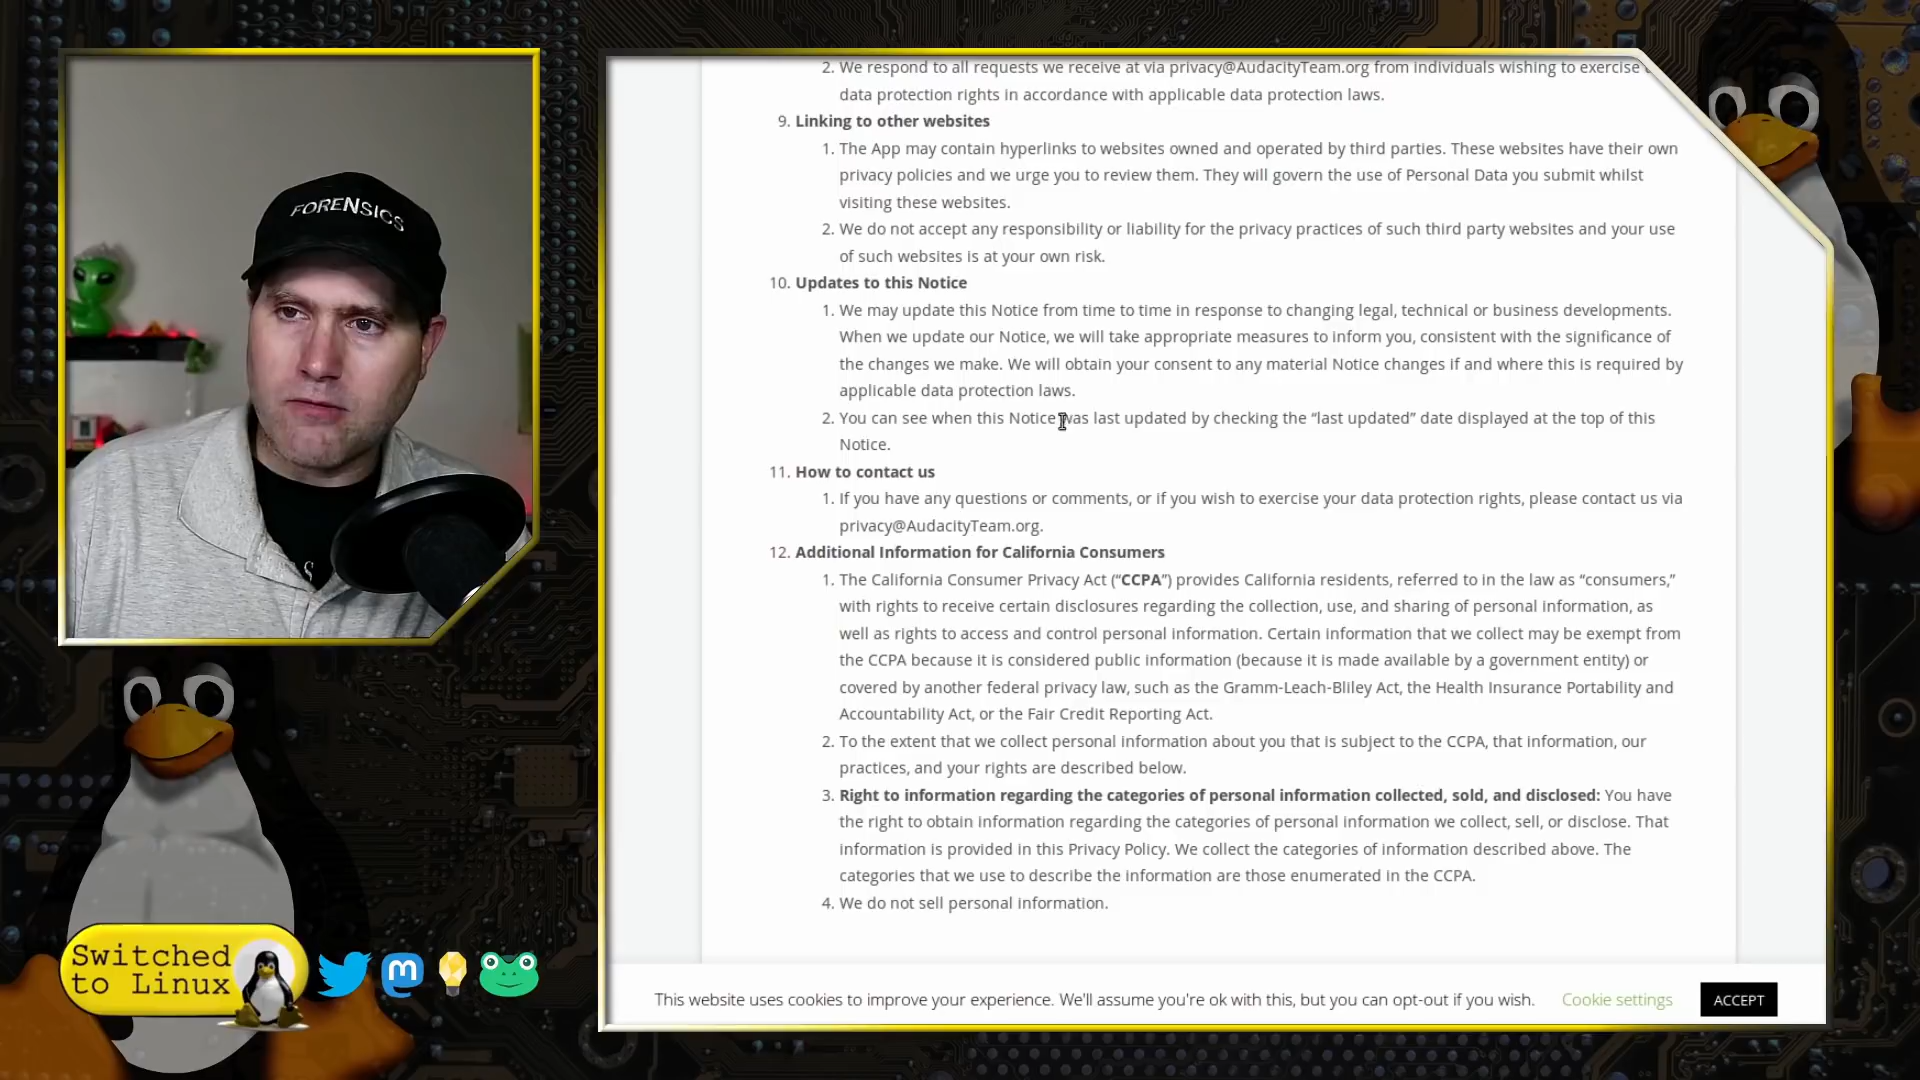 FORENSICS
2. We respond to all requests we receive at via privacy@AudacityTeam.org from individuals wishing to exercise
data protection rights in accordance with applicable data protection laws.
9. Linking to other websites
1. The App may contain hyperlinks to websites owned and operated by third parties. These websites have their own
privacy policies and we urge you to review them. They will govern the use of Personal Data you submit whilst
visiting these websites.
2. We do not accept any responsibility or liability for the privacy practices of such third party websites and your use
of such websites is at your own risk.
10. Updates to this Notice
1. We may update this Notice from time to time in response to changing legal, technical or business developments.
When we update our Notice, we will take appropriate measures to inform you, consistent with the significance of
the changes we make. We will obtain your consent to any material Notice changes if and where this is required by
applicable data protection laws.
2. You can see when this Notice was last updated by checking the “last updated” date displayed at the top of this
Notice.
11. How to contact us
1. If you have any questions or comments, or if you wish to exercise your data protection rights, please contact us via
privacy@AudacityTeam.org.
12. Additional Information for California Consumers
1. The California Consumer Privacy Act (“CCPA”) provides California residents, referred to in the law as “consumers,”
with rights to receive certain disclosures regarding the collection, use, and sharing of personal information, as
well as rights to access and control personal information. Certain information that we collect may be exempt from
the CCPA because it is considered public information (because it is made available by a government entity) or
covered by another federal privacy law, such as the Gramm-Leach-Bliley Act, the Health Insurance Portability and
Accountability Act, or the Fair Credit Reporting Act.
2. To the extent that we collect personal information about you that is subject to the CCPA, that information, our
practices, and your rights are described below.
3. Right to information regarding the categories of personal information collected, sold, and disclosed: You have
the right to obtain information regarding the categories of personal information we collect, sell, or disclose. That
information is provided in this Privacy Policy. We collect the categories of information described above. The
categories that we use to describe the information are those enumerated in the CCPA.
4. We do not sell personal information.
This website uses cookies to improve your experience. We'll assume you're ok with this, but you can opt-out if you wish.
Cookie settings
ACCEPT
Switched
to Linux